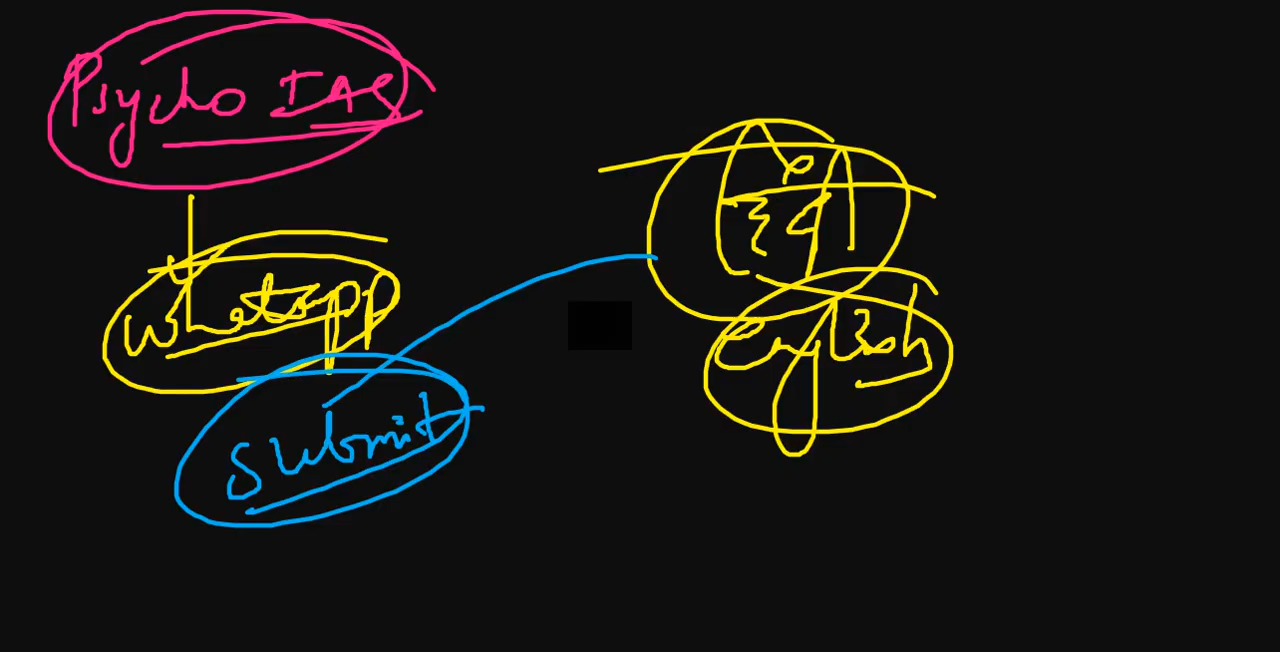 Psycho IAS
Whatsapp
Submit
हिन्दी
English